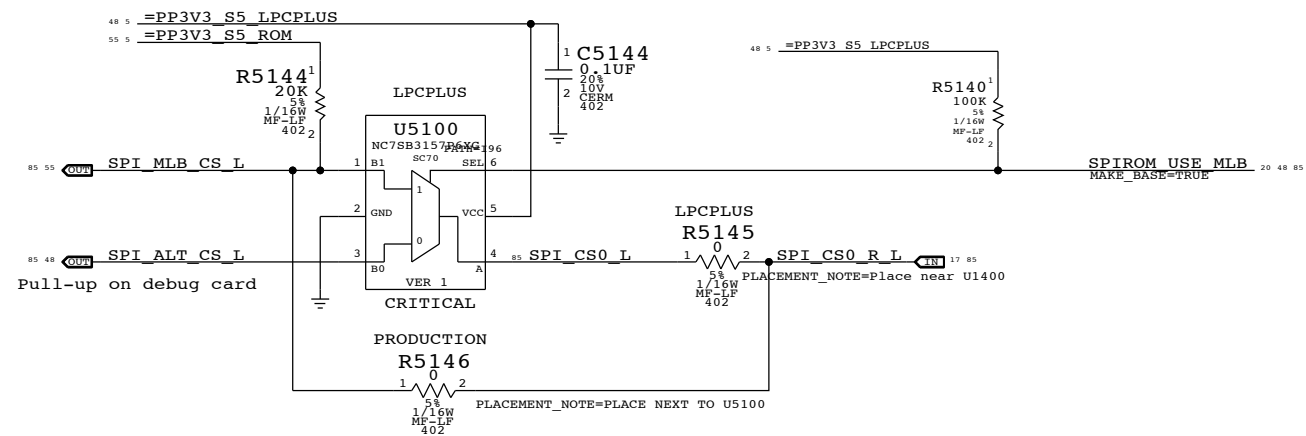 48 5 =PP3V3_S5_LPCPLUS
55 5 =PP3V3_S5_ROM
R5144
1
20K
5%
1/16W
MF-LF
402
2
LPCPLUS
1 C5144
0.1UF
20%
10V
2 CERM
402
48 5 =PP3V3_S5_LPCPLUS
R5140
1
100K
5%
1/16W
MF-LF
402
2
U5100
NC7SB3157P6XG
PATH=I96
SC70
85 55 OUT SPI_MLB_CS_L
1 B1
SEL 6
1
SPIROM_USE_MLB 20 48 85
MAKE_BASE=TRUE
2 GND
VCC 5
0
85 48 OUT SPI_ALT_CS_L
3 B0
A 4
VER 1
CRITICAL
Pull-up on debug card
85 SPI_CS0_L
LPCPLUS
R5145
0
1 2
5%
1/16W
MF-LF
402
SPI_CS0_R_L IN 17 85
PLACEMENT_NOTE=Place near U1400
PRODUCTION
R5146
0
1 2
5%
1/16W
MF-LF
402
PLACEMENT_NOTE=PLACE NEXT TO U5100